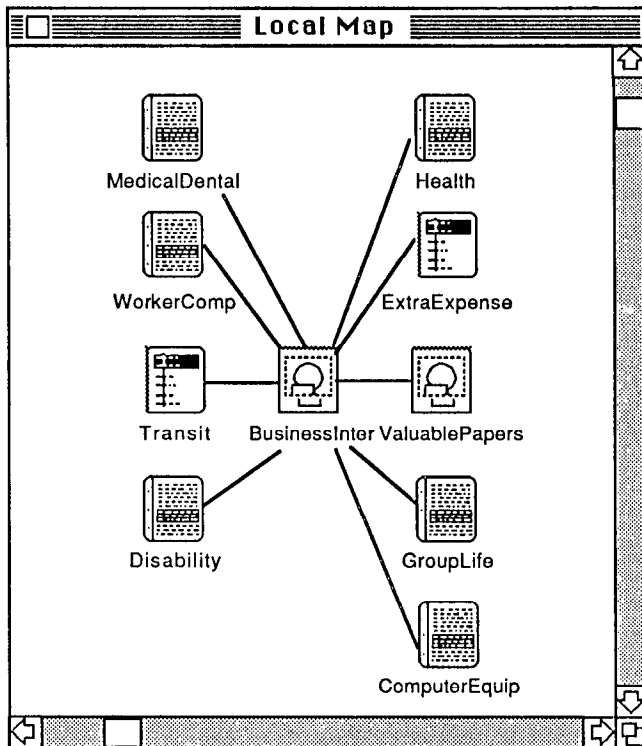 Local Map
MedicalDental
Health
WorkerComp
ExtraExpense
Transit
BusinessInter
ValuablePapers
Disability
GroupLife
ComputerEquip